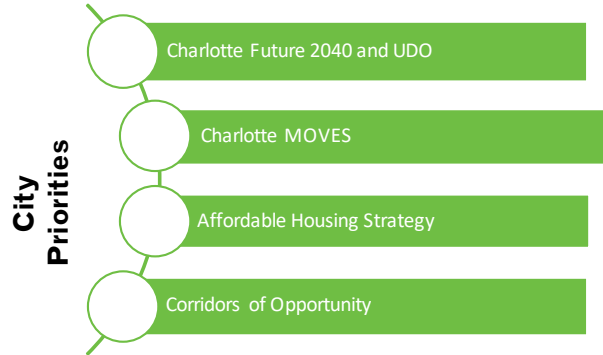 City
Priorities
Charlotte Future 2040 and UDO
Charlotte MOVES
Affordable Housing Strategy
Corridors of Opportunity